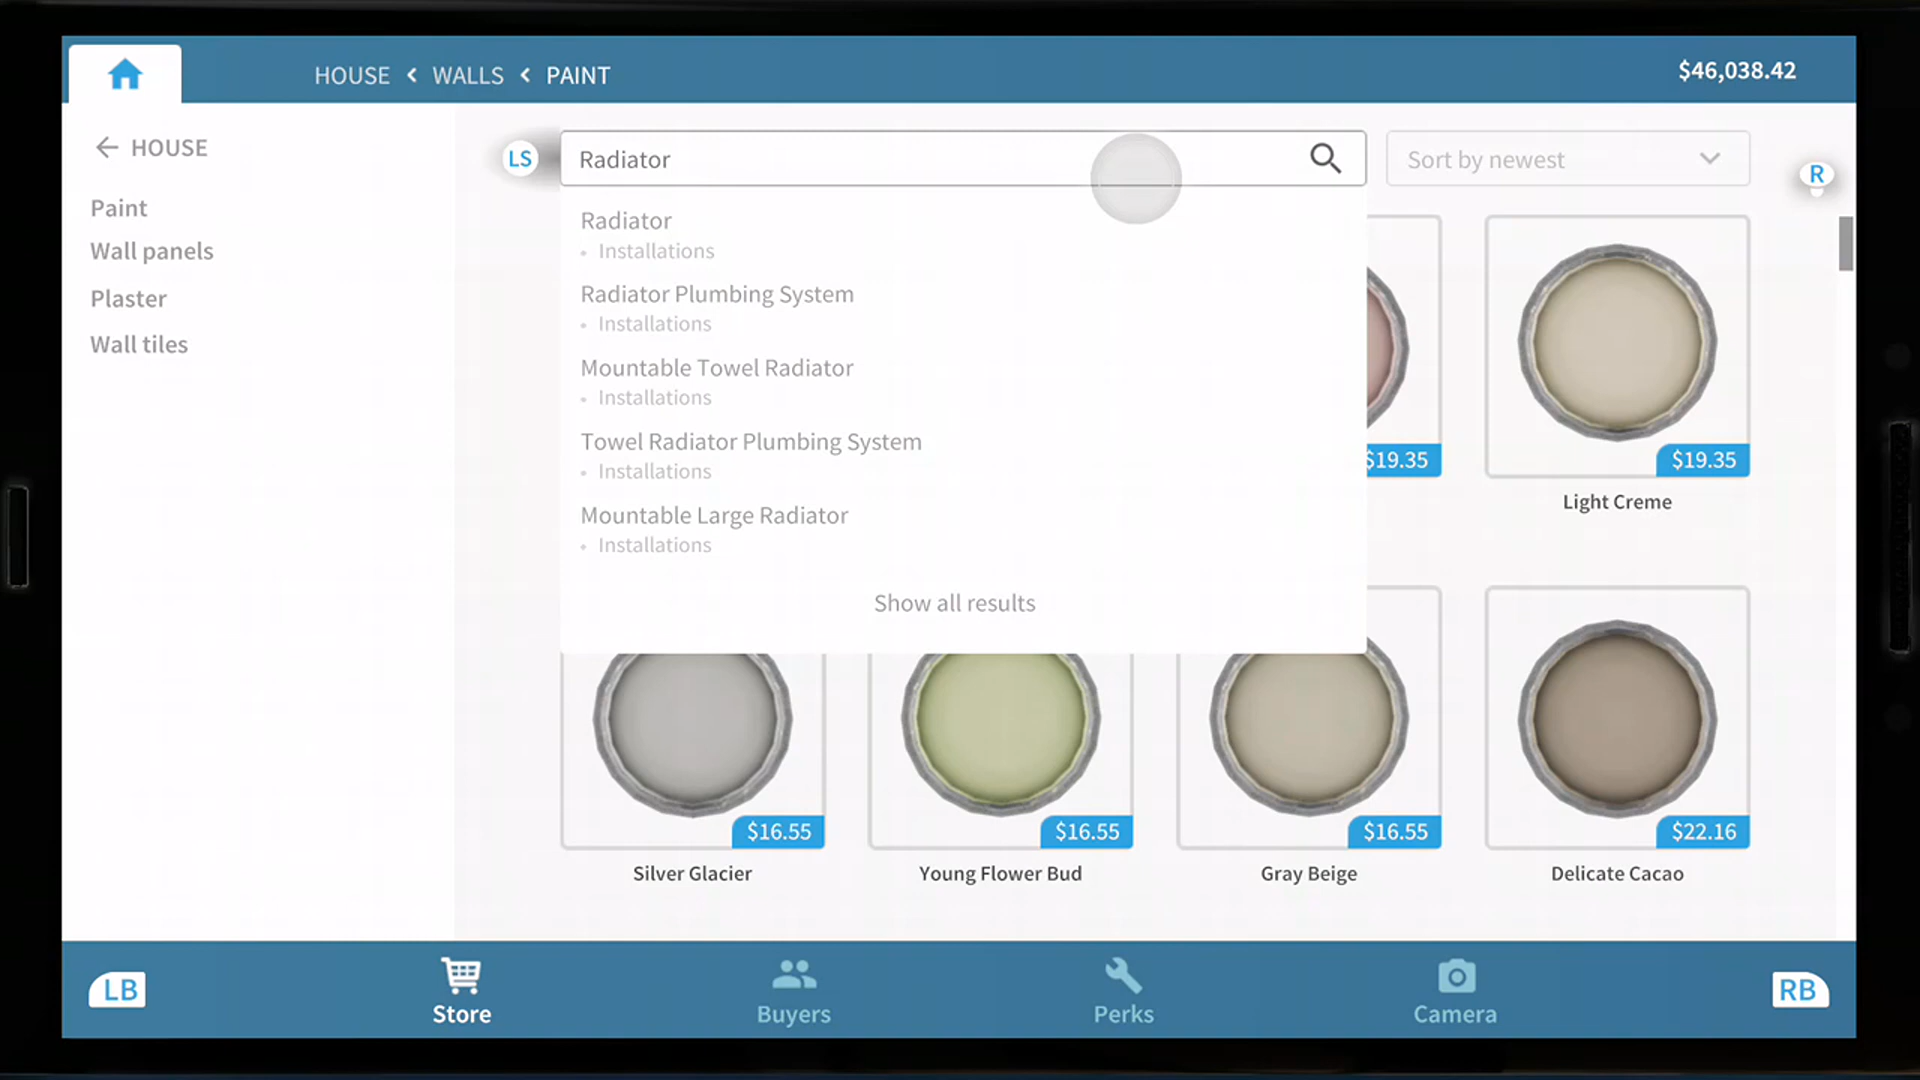 HOUSE < WALLS < PAINT
$46,038.42
HOUSE
Paint
Wall panels
Plaster
Wall tiles
LS
Radiator
Sort by newest
R
Radiator
• Installations
Radiator Plumbing System
• Installations
Mountable Towel Radiator
• Installations
Towel Radiator Plumbing System
• Installations
Mountable Large Radiator
• Installations
Show all results
$19.35
$19.35
Light Creme
$16.55
$16.55
$16.55
$22.16
Silver Glacier
Young Flower Bud
Gray Beige
Delicate Cacao
LB
Store
Buyers
Perks
Camera
RB